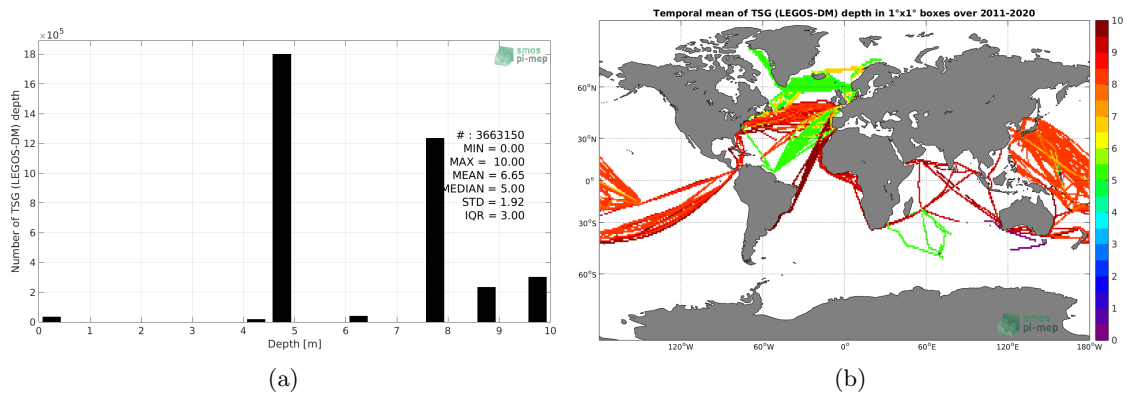 ×10⁵
18
16
14
12
10
8
6
4
2
0
Number of TSG (LEGOS-DM) depth
smos
pi-mep
# : 3663150
MIN = 0.00
MAX = 10.00
MEAN = 6.65
MEDIAN = 5.00
STD = 1.92
IQR = 3.00
0 1 2 3 4 5 6 7 8 9 10
Depth [m]
(a)
Temporal mean of TSG (LEGOS-DM) depth in 1°x1° boxes over 2011-2020
60°N
30°N
0°
30°S
60°S
120°W 60°W 0° 60°E 120°E 180°W
smos
pi-mep
10
9
8
7
6
5
4
3
2
1
0
(b)